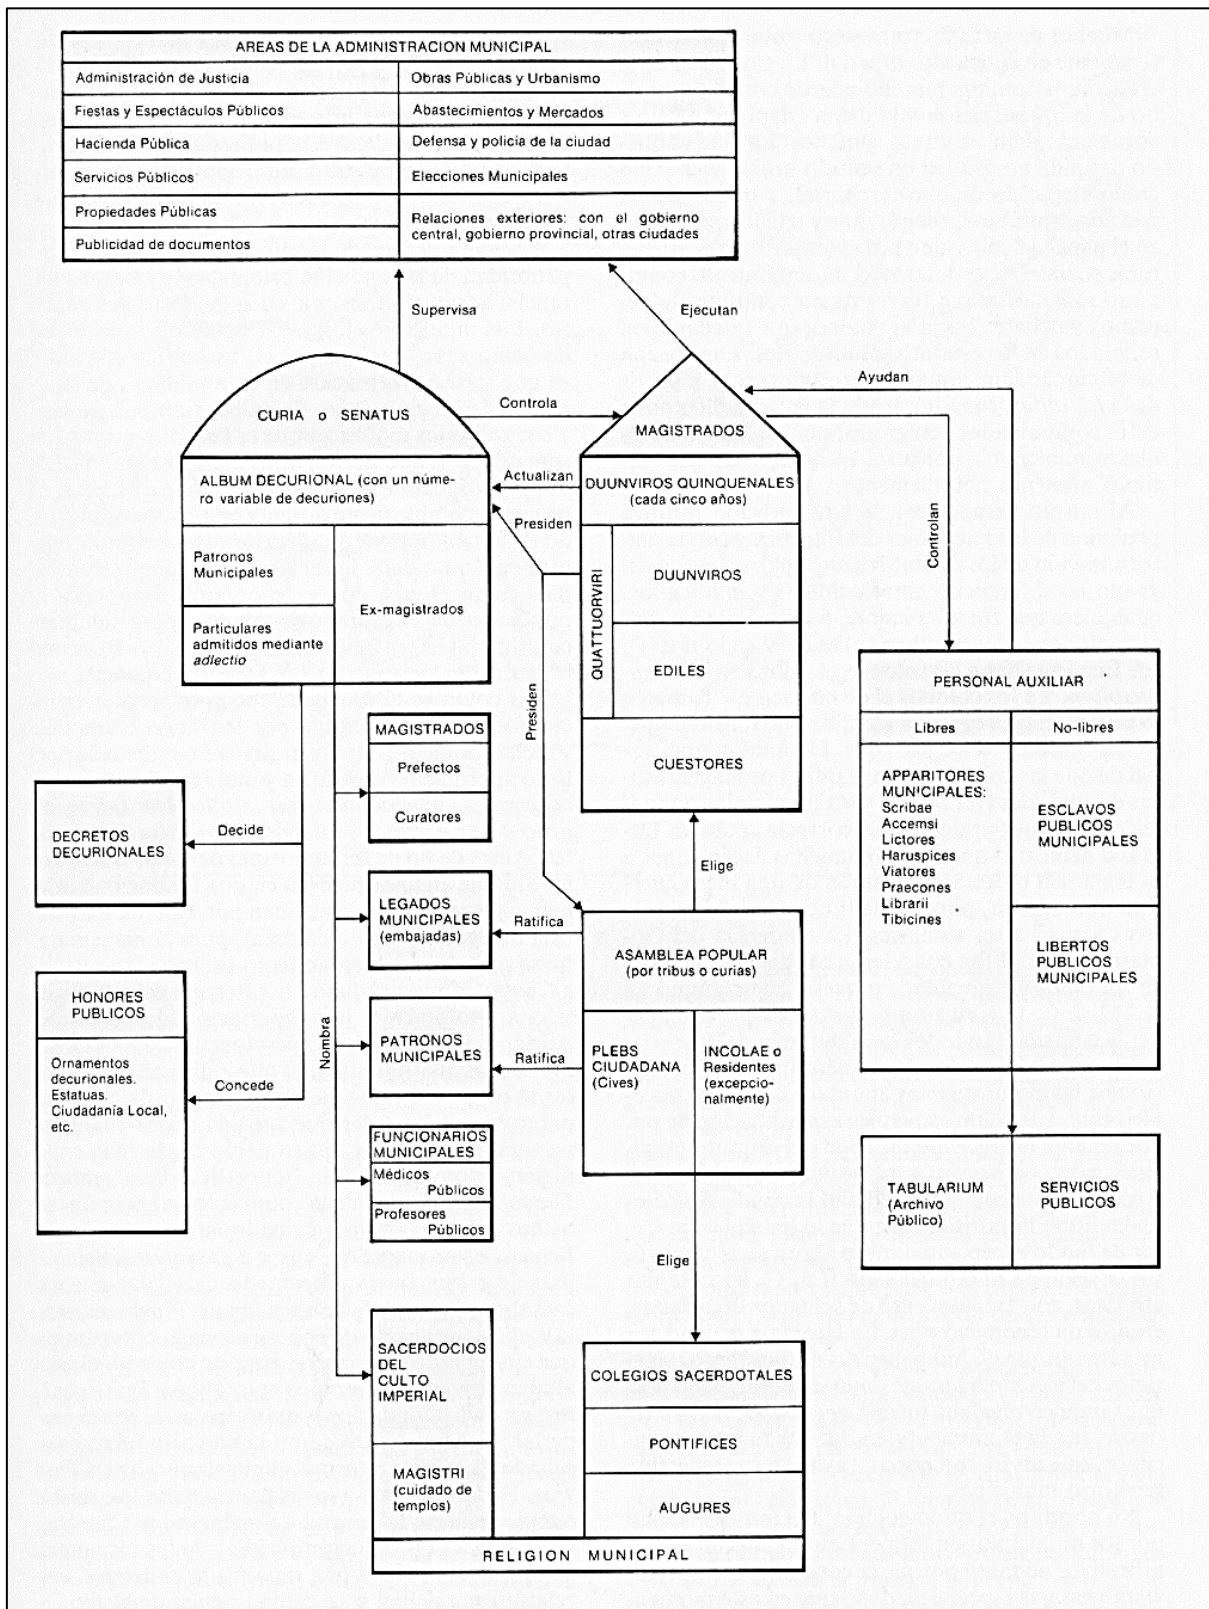 AREAS DE LA ADMINISTRACION MUNICIPAL
Administración de Justicia
Obras Públicas y Urbanismo
Fiestas y Espectáculos Públicos
Abastecimientos y Mercados
Hacienda Pública
Defensa y policía de la ciudad
Servicios Públicos
Elecciones Municipales
Propiedades Públicas
Relaciones exteriores: con el gobierno
central, gobierno provincial, otras ciudades
Publicidad de documentos
Supervisa
Ejecutan
CURIA o SENATUS
Controla
MAGISTRADOS
Ayudan
ALBUM DECURIONAL (con un núme-
ro variable de decuriones)
Actualizan
DUUNVIROS QUINQUENALES
(cada cinco años)
Presiden
Controlan
Patronos
Municipales
Ex-magistrados
Particulares
admitidos mediante
adlectio
QUATTUORVIRI
DUUNVIROS
EDILES
CUESTORES
Presiden
PERSONAL AUXILIAR
Libres
No-libres
APPARITORES
MUNICIPALES:
Scribae
Accemsi
Lictores
Haruspices
Viatores
Praecones
Librarii
Tibicines
ESCLAVOS
PUBLICOS
MUNICIPALES
LIBERTOS
PUBLICOS
MUNICIPALES
MAGISTRADOS
Prefectos
Curatores
DECRETOS
DECURIONALES
Decide
Elige
LEGADOS
MUNICIPALES
(embajadas)
Ratifica
ASAMBLEA POPULAR
(por tribus o curias)
HONORES
PUBLICOS
Ornamentos
decurionales.
Estatuas.
Ciudadanía Local,
etc.
Concede
Nombra
PATRONOS
MUNICIPALES
Ratifica
PLEBS
CIUDADANA
(Cives)
INCOLAE o
Residentes
(excepcio-
nalmente)
FUNCIONARIOS
MUNICIPALES
Médicos
Públicos
Profesores
Públicos
TABULARIUM
(Archivo
Público)
SERVICIOS
PUBLICOS
Elige
SACERDOCIOS
DEL
CULTO
IMPERIAL
COLEGIOS SACERDOTALES
MAGISTRI
(cuidado de
templos)
PONTIFICES
AUGURES
RELIGION MUNICIPAL